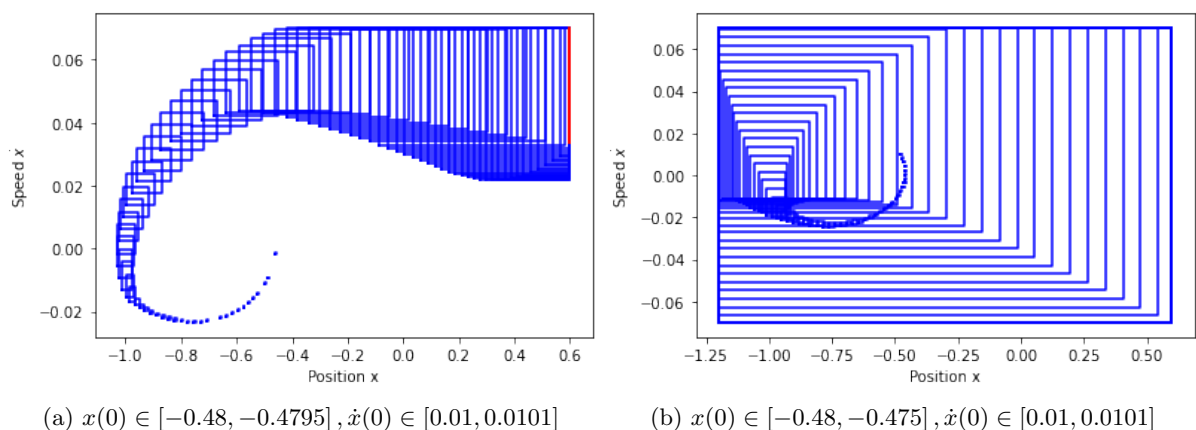 0.06
0.04
0.02
0.00
−0.02
Speed ẋ
−1.0 −0.8 −0.6 −0.4 −0.2 0.0 0.2 0.4 0.6
Position x
(a) x(0) ∈ [−0.48, −0.4795] , ẋ(0) ∈ [0.01, 0.0101]
0.06
0.04
0.02
0.00
−0.02
−0.04
−0.06
Speed ẋ
−1.25 −1.00 −0.75 −0.50 −0.25 0.00 0.25 0.50
Position x
(b) x(0) ∈ [−0.48, −0.475] , ẋ(0) ∈ [0.01, 0.0101]